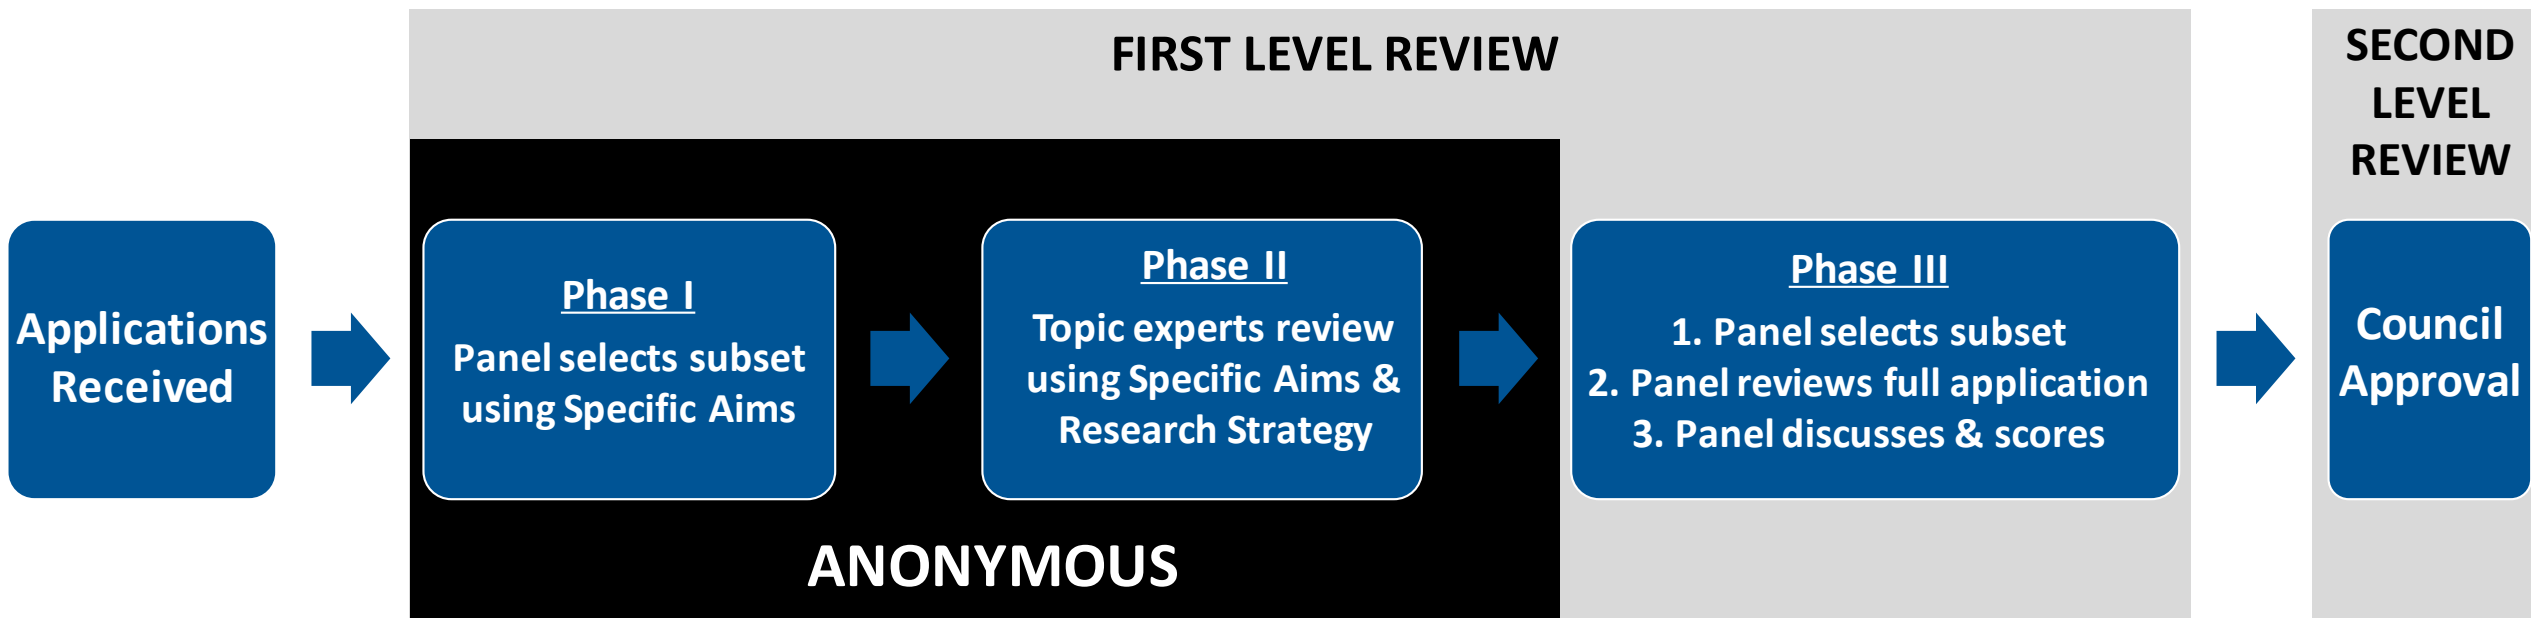 FIRST LEVEL REVIEW
SECOND
LEVEL
REVIEW
Applications
Received
Phase I
Panel selects subset
using Specific Aims
Phase II
Topic experts review
using Specific Aims &
Research Strategy
Phase III
1. Panel selects subset
2. Panel reviews full application
3. Panel discusses & scores
Council
Approval
ANONYMOUS